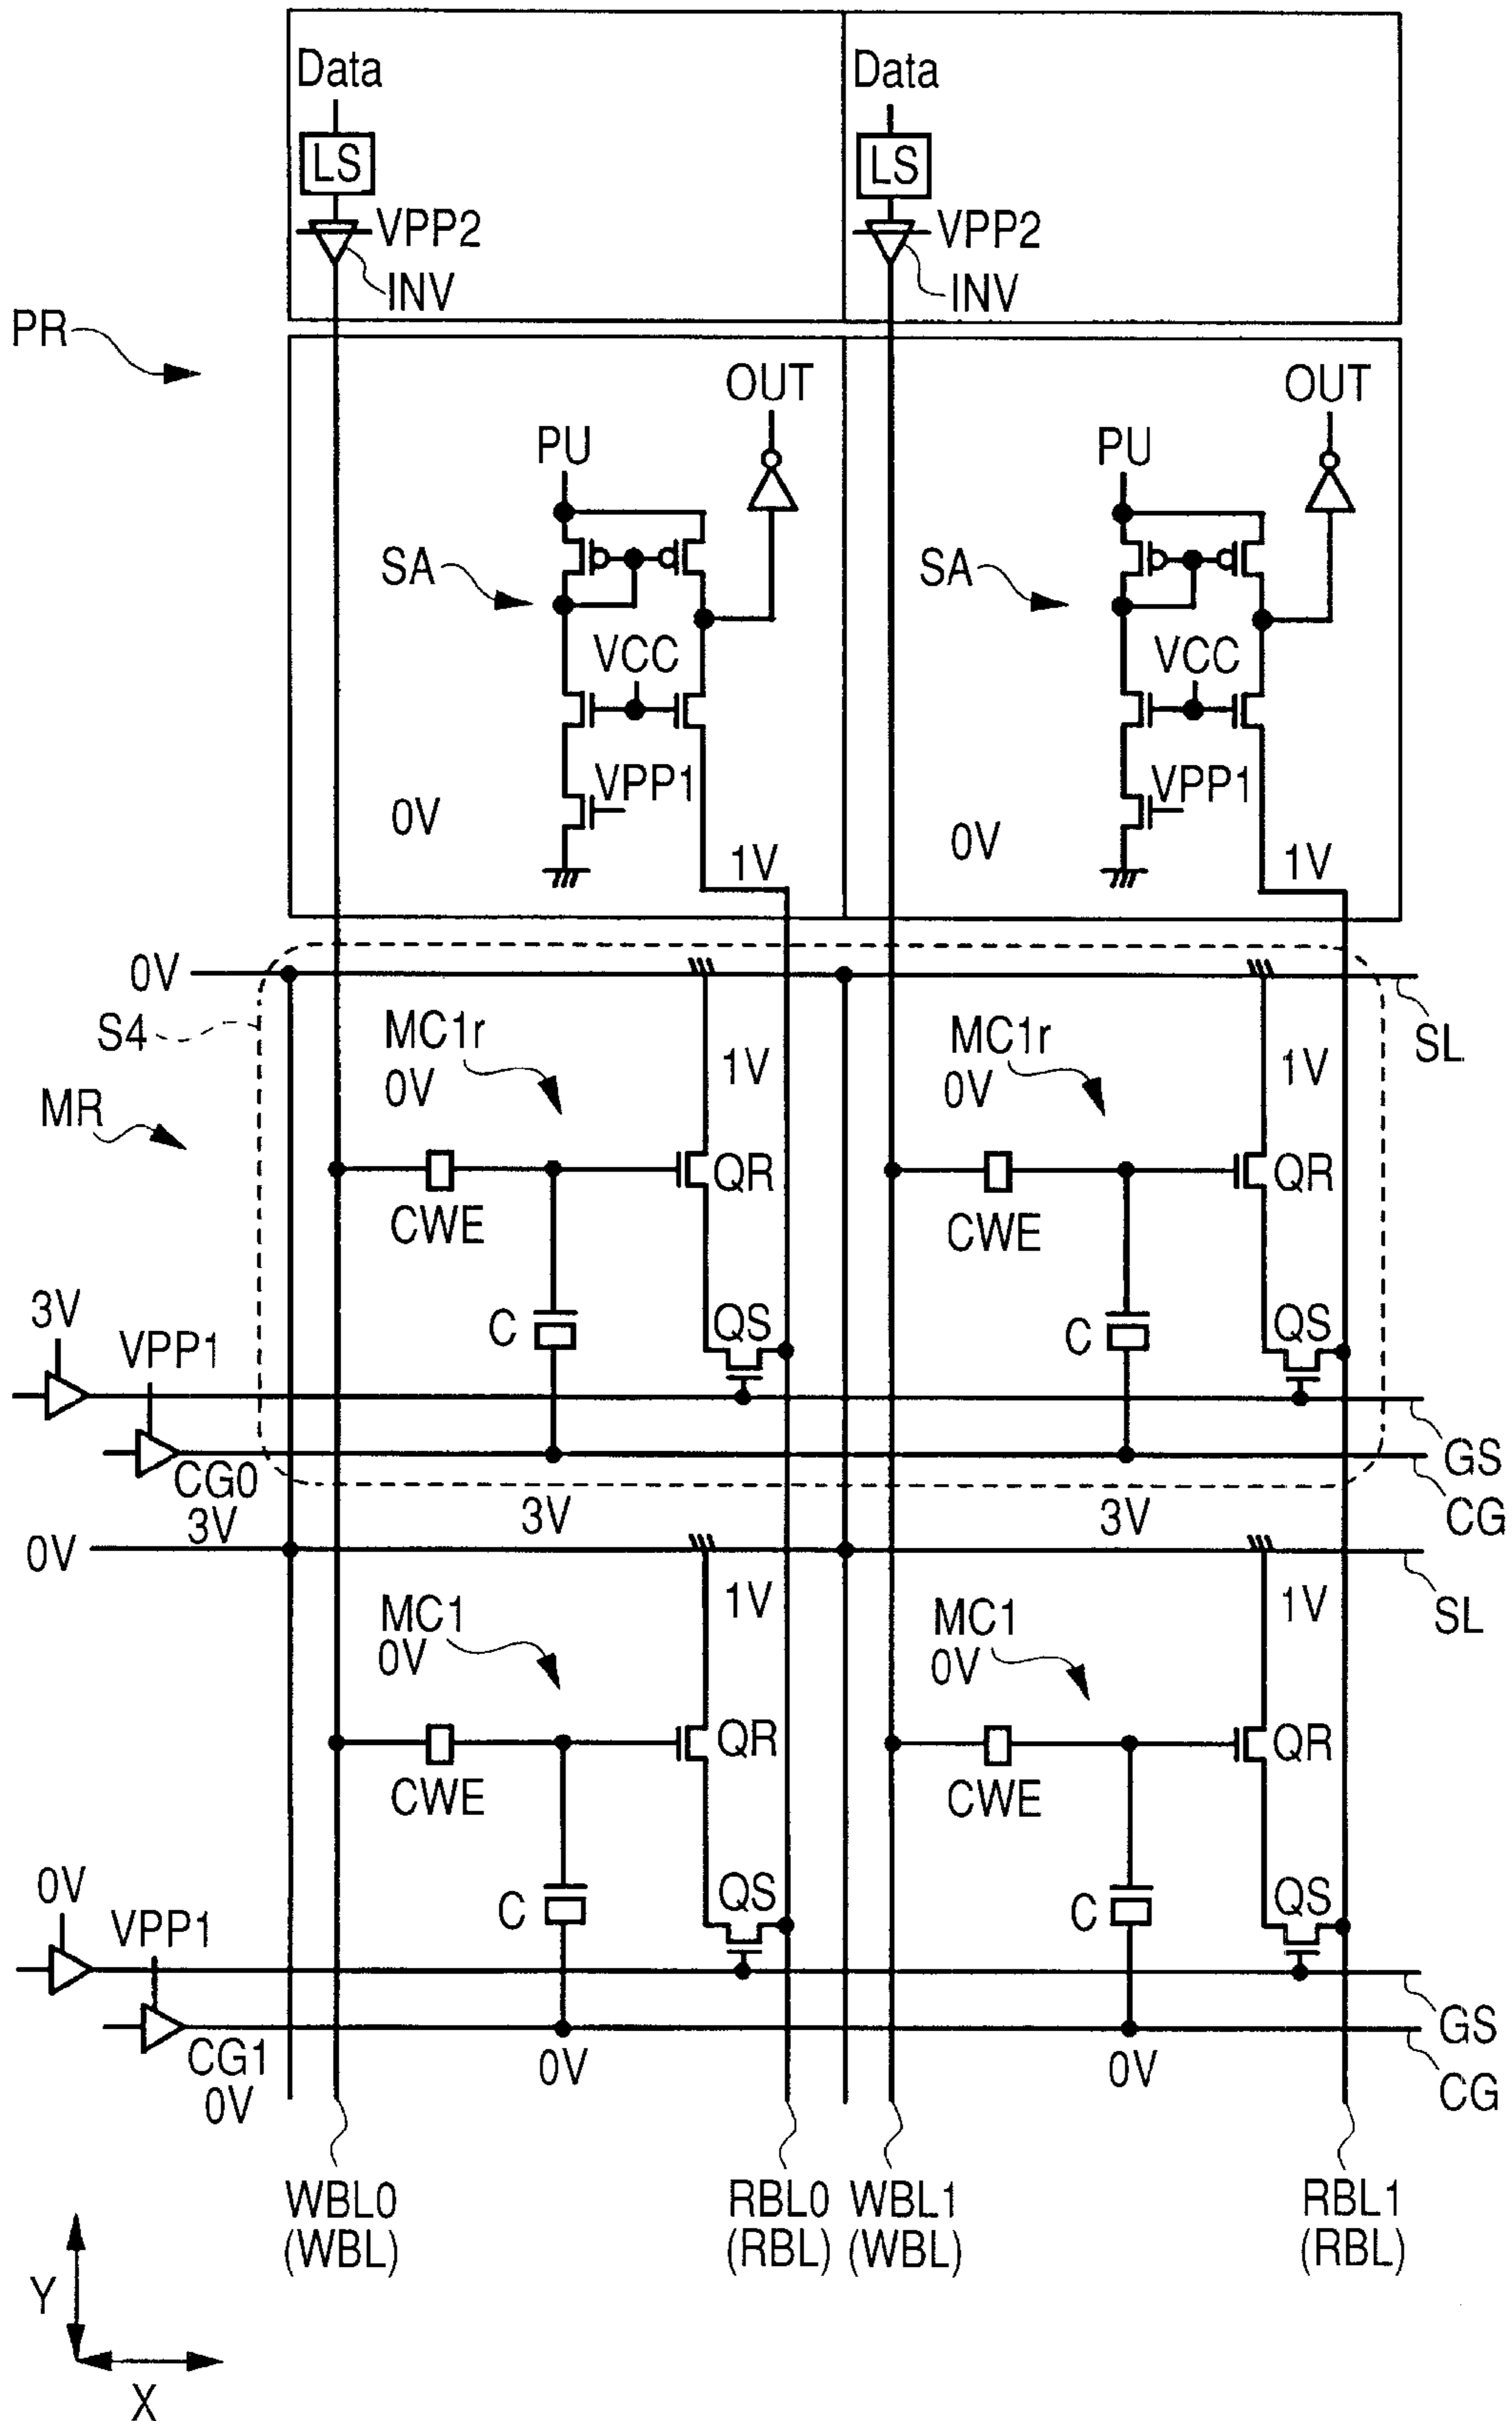 Data
Data
LS
LS
VPP2
VPP2
INV
INV
PR
OUT
OUT
PU
PU
SA
SA
VCC
VCC
VPP1
VPP1
0V
0V
1V
1V
0V
S4
SL
MC1r
0V
1V
MC1r
0V
1V
MR
QR
QR
CWE
CWE
3V
VPP1
C
QS
C
QS
GS
CG0
3V
3V
3V
CG
0V
SL
MC1
0V
1V
MC1
0V
1V
QR
QR
CWE
CWE
0V
VPP1
C
QS
C
QS
GS
CG1
0V
0V
0V
CG
WBL0
(WBL)
RBL0
(RBL)
WBL1
(WBL)
RBL1
(RBL)
Y
X